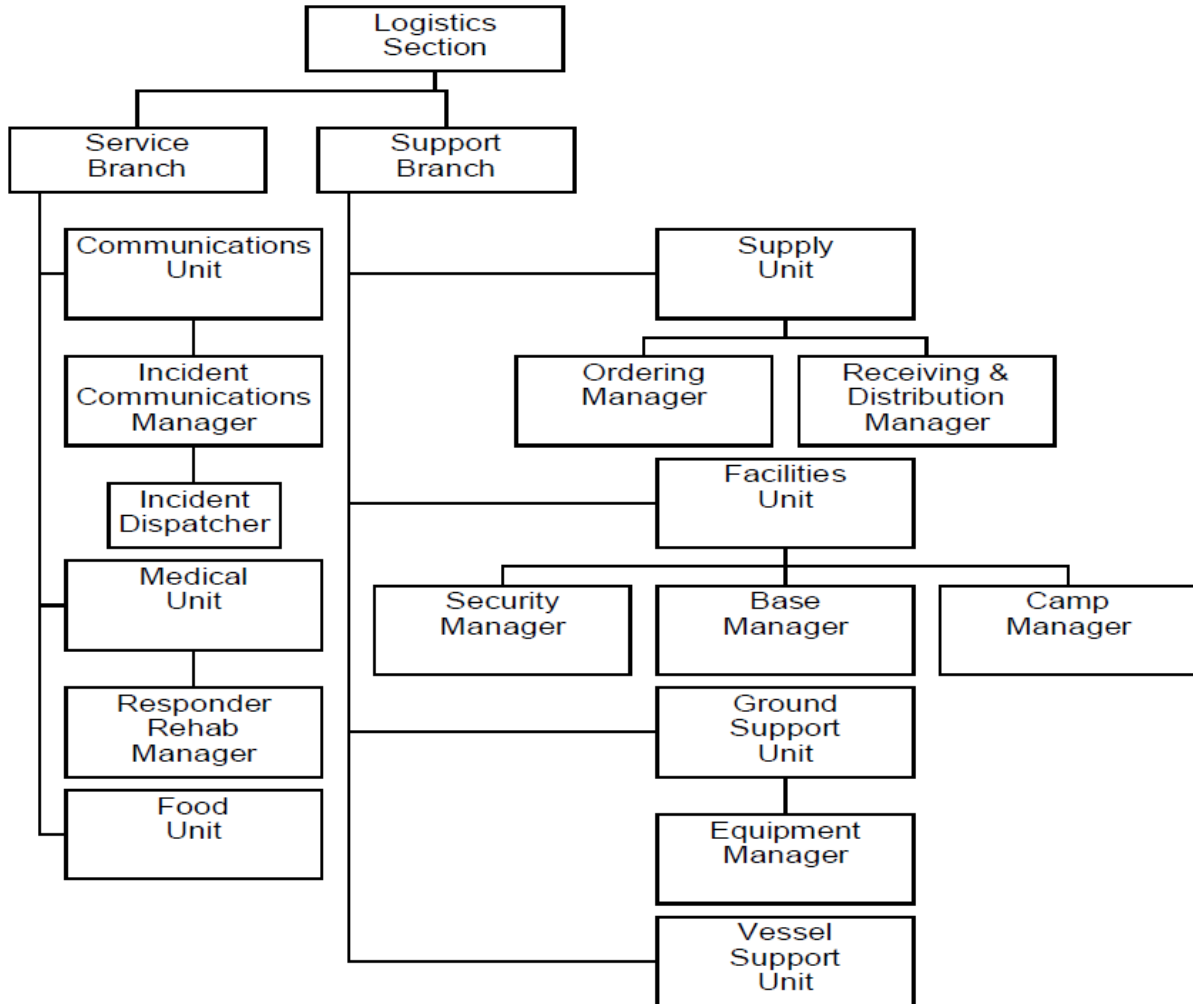 Logistics
Section
Service
Branch
Support
Branch
Communications
Unit
Supply
Unit
Incident
Communications
Manager
Ordering
Manager
Receiving &
Distribution
Manager
Incident
Dispatcher
Facilities
Unit
Medical
Unit
Security
Manager
Base
Manager
Camp
Manager
Responder
Rehab
Manager
Ground
Support
Unit
Food
Unit
Equipment
Manager
Vessel
Support
Unit